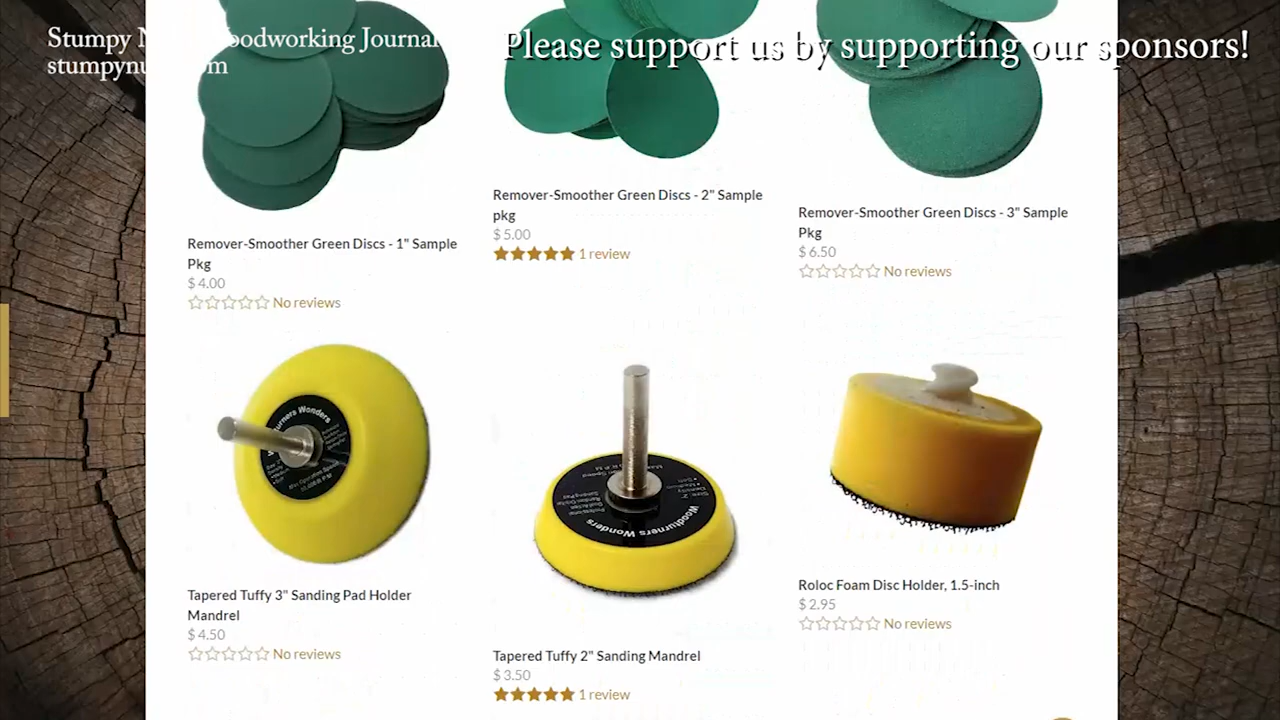 Stumpy N oodworking Journal
stumpynu om
Please support us by supporting our sponsors!
Remover-Smoother Green Discs - 1" Sample
Pkg
$ 4.00
No reviews
Remover-Smoother Green Discs - 2" Sample
pkg
$ 5.00
1 review
Remover-Smoother Green Discs - 3" Sample
Pkg
$ 6.50
No reviews
Woodturners Wonders
Tapered Tuffy 3" Sanding Pad Holder
Mandrel
$ 4.50
No reviews
Woodturners Wonders
Tapered Tuffy 2" Sanding Mandrel
$ 3.50
1 review
Roloc Foam Disc Holder, 1.5-inch
$ 2.95
No reviews